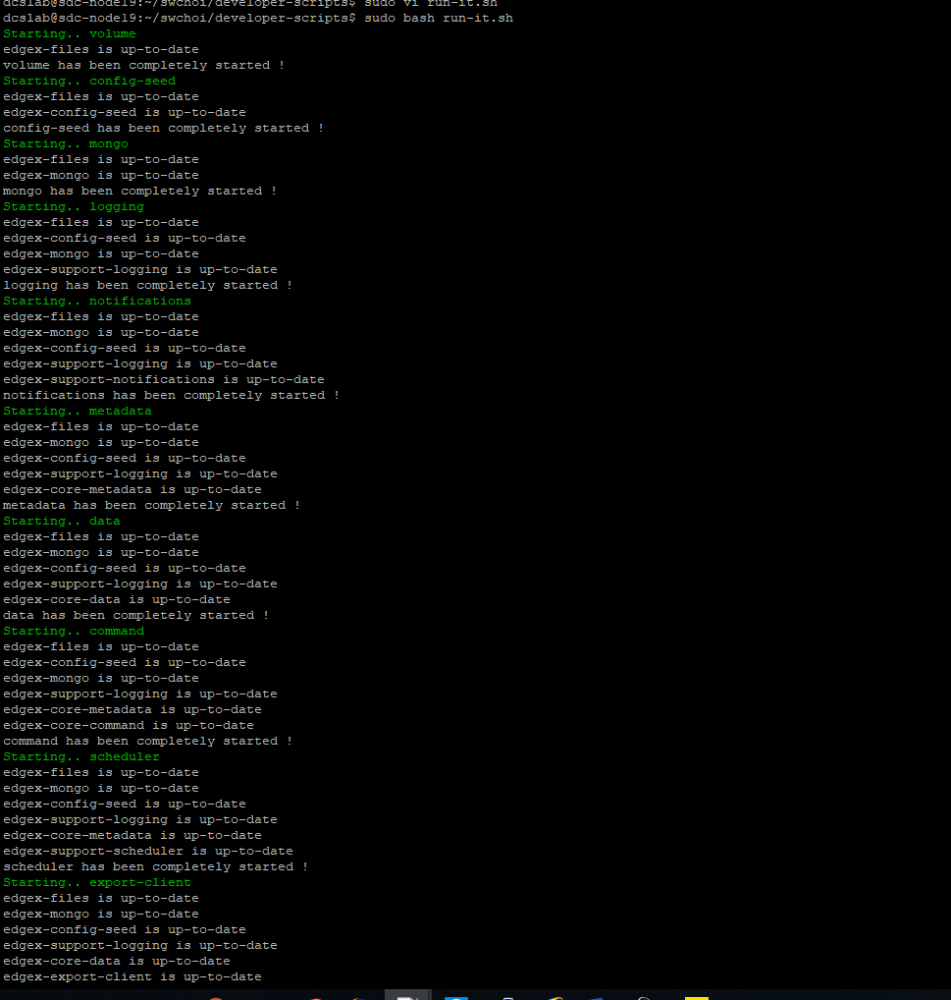 dcslab@sdc-node19:~/swchoi/developer-scripts$ sudo vi run-it.sh
dcslab@sdc-node19:~/swchoi/developer-scripts$ sudo bash run-it.sh
Starting.. volume
edgex-files is up-to-date
volume has been completely started !
Starting.. config-seed
edgex-files is up-to-date
edgex-config-seed is up-to-date
config-seed has been completely started !
Starting.. mongo
edgex-files is up-to-date
edgex-mongo is up-to-date
mongo has been completely started !
Starting.. logging
edgex-files is up-to-date
edgex-config-seed is up-to-date
edgex-mongo is up-to-date
edgex-support-logging is up-to-date
logging has been completely started !
Starting.. notifications
edgex-files is up-to-date
edgex-mongo is up-to-date
edgex-config-seed is up-to-date
edgex-support-logging is up-to-date
edgex-support-notifications is up-to-date
notifications has been completely started !
Starting.. metadata
edgex-files is up-to-date
edgex-mongo is up-to-date
edgex-config-seed is up-to-date
edgex-support-logging is up-to-date
edgex-core-metadata is up-to-date
metadata has been completely started !
Starting.. data
edgex-files is up-to-date
edgex-mongo is up-to-date
edgex-config-seed is up-to-date
edgex-support-logging is up-to-date
edgex-core-data is up-to-date
data has been completely started !
Starting.. command
edgex-files is up-to-date
edgex-config-seed is up-to-date
edgex-mongo is up-to-date
edgex-support-logging is up-to-date
edgex-core-metadata is up-to-date
edgex-core-command is up-to-date
command has been completely started !
Starting.. scheduler
edgex-files is up-to-date
edgex-mongo is up-to-date
edgex-config-seed is up-to-date
edgex-support-logging is up-to-date
edgex-core-metadata is up-to-date
edgex-support-scheduler is up-to-date
scheduler has been completely started !
Starting.. export-client
edgex-files is up-to-date
edgex-mongo is up-to-date
edgex-config-seed is up-to-date
edgex-support-logging is up-to-date
edgex-core-data is up-to-date
edgex-export-client is up-to-date